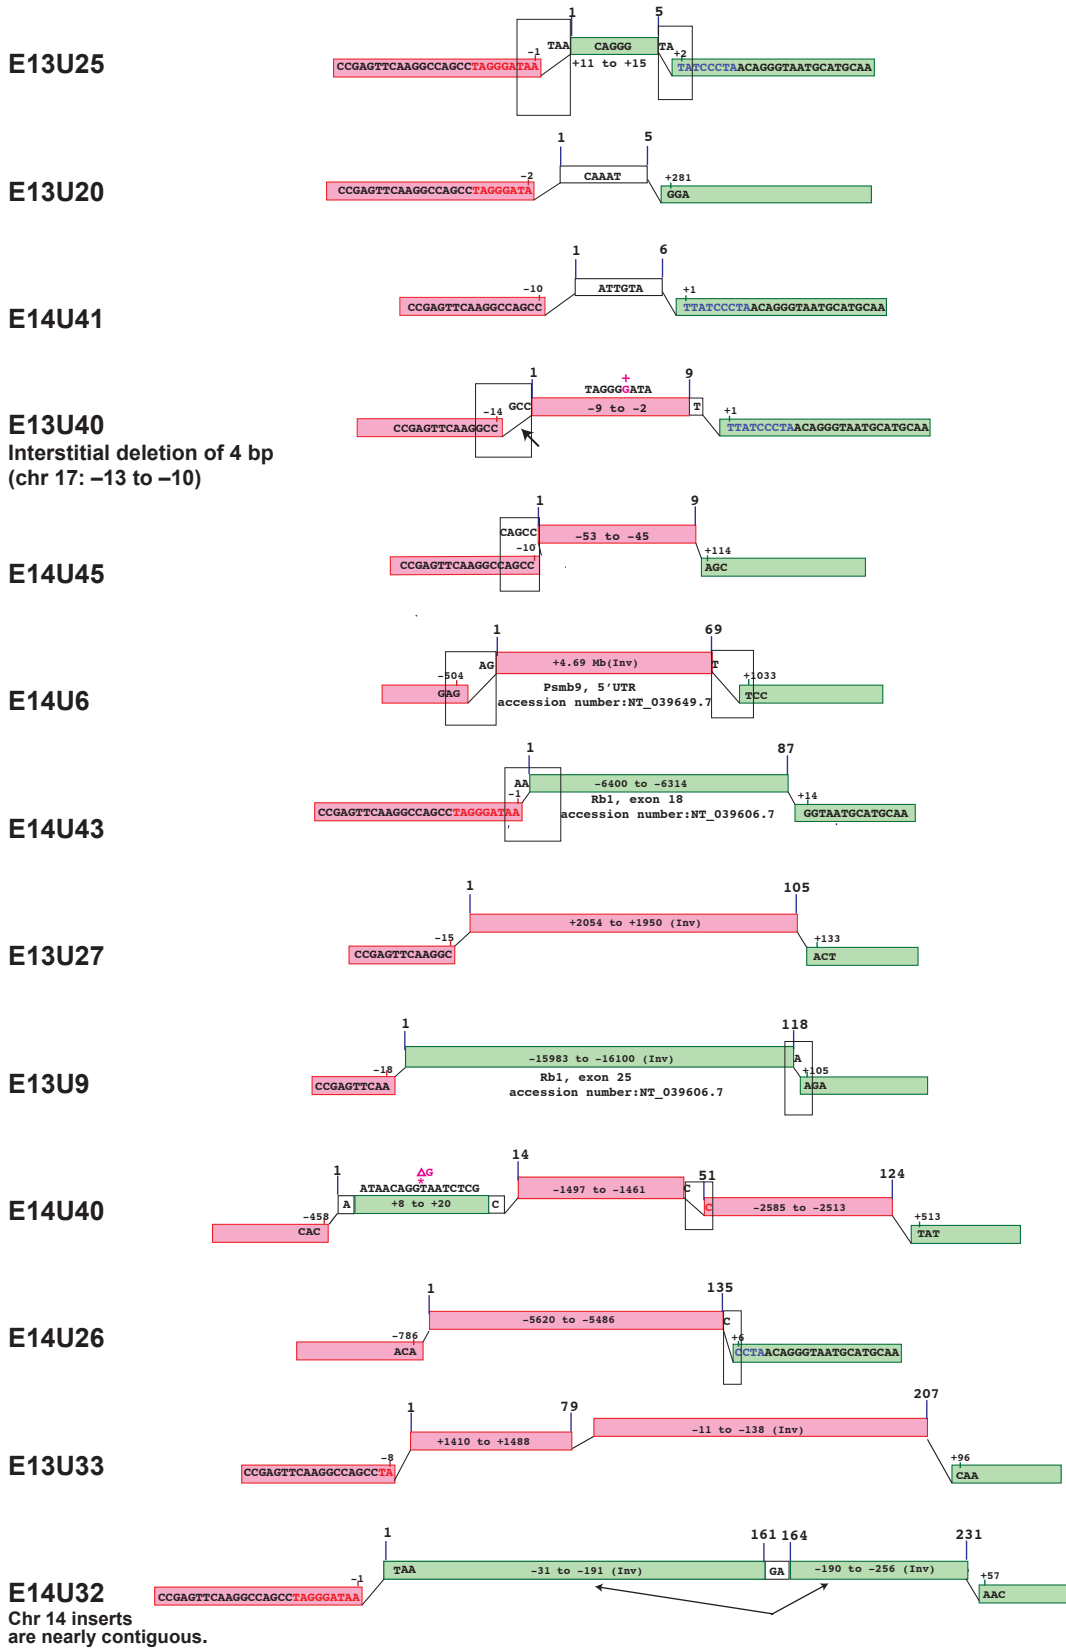 1 5
TAA CAGGG TA
E13U25
-1 +2
CCGAGTTCAAGGCCAGCCTAGGGATAA +11 to +15 TATCCCTAACAGGGTAATGCATGCAA
1 5
CAAAT
E13U20
-2 +281
CCGAGTTCAAGGCCAGCCTAGGGATA GGA
1 6
ATTGTA
E14U41
-10 +1
CCGAGTTCAAGGCCAGCC TTATCCCTAACAGGGTAATGCATGCAA
1 + 9
TAGGGGATA
GCC -9 to -2 T
E13U40
-14 +1
CCGAGTTCAAGGCC TTATCCCTAACAGGGTAATGCATGCAA
Interstitial deletion of 4 bp
(chr 17: –13 to –10)
1 9
CAGCC -53 to -45
E14U45
-10 +114
CCGAGTTCAAGGCCAGCC AGC
1 69
AG +4.69 Mb(Inv) T
E14U6
-604 +1033
GAG Psmb9, 5'UTR TCC
accession number:NT_039649.7
1 87
AA -6400 to -6314
E14U43
-1 Rb1, exon 18 +14
CCGAGTTCAAGGCCAGCCTAGGGATAA accession number:NT_039606.7 GGTAATGCATGCAA
1 105
+2054 to +1950 (Inv)
E13U27
-15 +133
CCGAGTTCAAGGC ACT
1 118
-15983 to -16100 (Inv) A
E13U9
-18 Rb1, exon 25 +105
CCGAGTTCAA accession number:NT_039606.7 AGA
1 ΔG 14 51 124
*
ATAACAGGTAATCTCG
A +8 to +20 C -1497 to -1461 C
C -2585 to -2513
E14U40
-458 +513
CAC TAT
1 135
-5620 to -5486 C
E14U26
-786 +6
ACA CCTAACAGGGTAATGCATGCAA
1 79 207
+1410 to +1488 -11 to -138 (Inv)
E13U33
-8 +96
CCGAGTTCAAGGCCAGCCTA CAA
1 161 164 231
TAA -31 to -191 (Inv) GA -190 to -256 (Inv)
E14U32
-1 +57
CCGAGTTCAAGGCCAGCCTAGGGATAA AAC
Chr 14 inserts
are nearly contiguous.